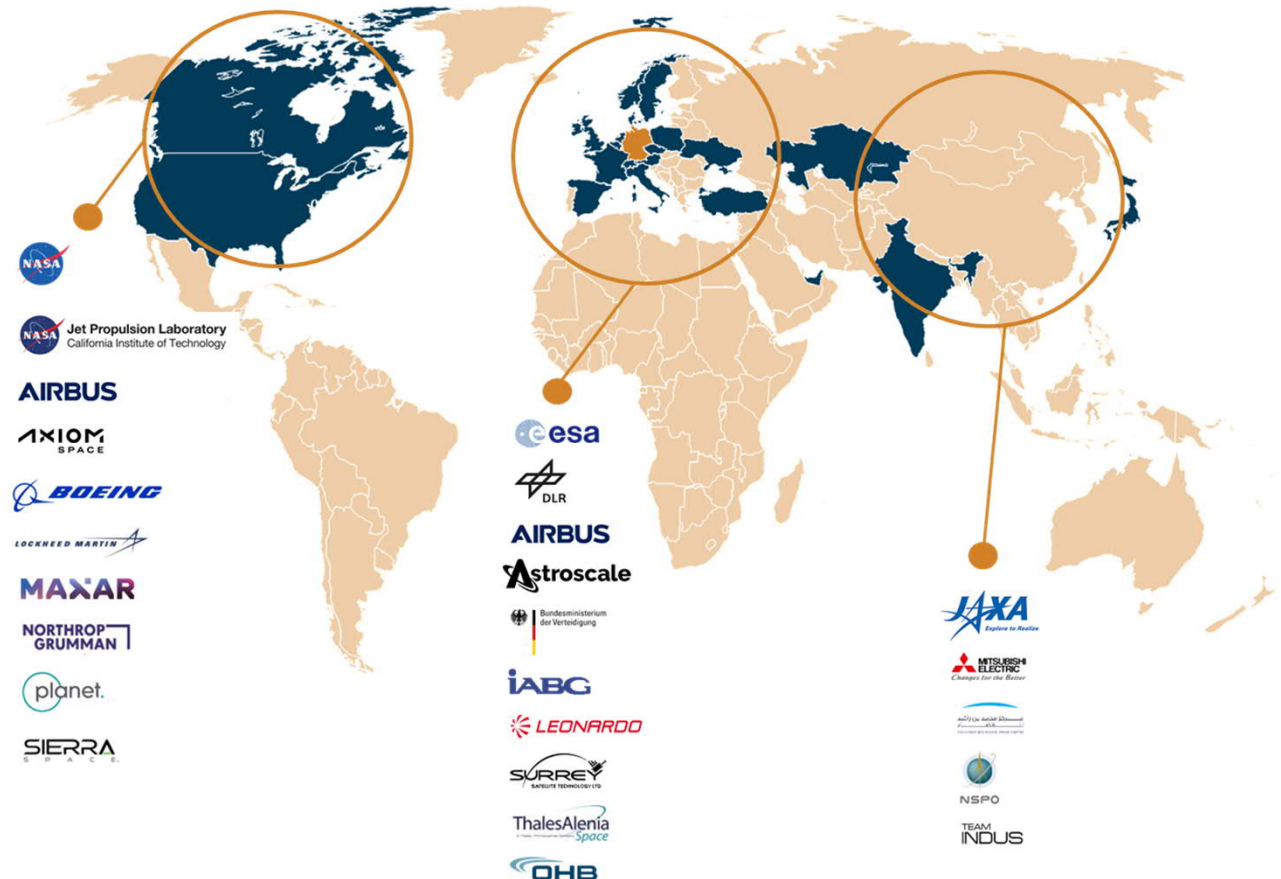 NASA
NASA
Jet Propulsion Laboratory
California Institute of Technology
AIRBUS
AXIOM
SPACE
BOEING
LOCKHEED MARTIN
MAXAR
NORTHROP
GRUMMAN
planet.
SIERRA
SPACE
esa
DLR
AIRBUS
Astroscale
Bundesministerium
der Verteidigung
iABG
LEONARDO
SURREY
SATELLITE TECHNOLOGY LTD
ThalesAlenia
Space
OHB
JAXA
Explore to Realize
MITSUBISHI
ELECTRIC
Changes for the Better
NSPO
TEAM
INDUS